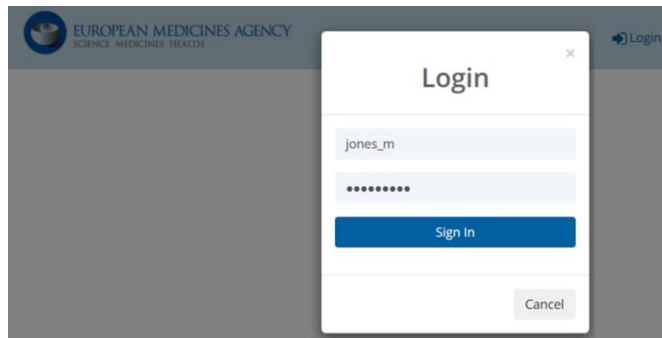 EUROPEAN MEDICINES AGENCY
SCIENCE MEDICINES HEALTH
Login
×
Login
jones_m
•••••••••
Sign In
Cancel